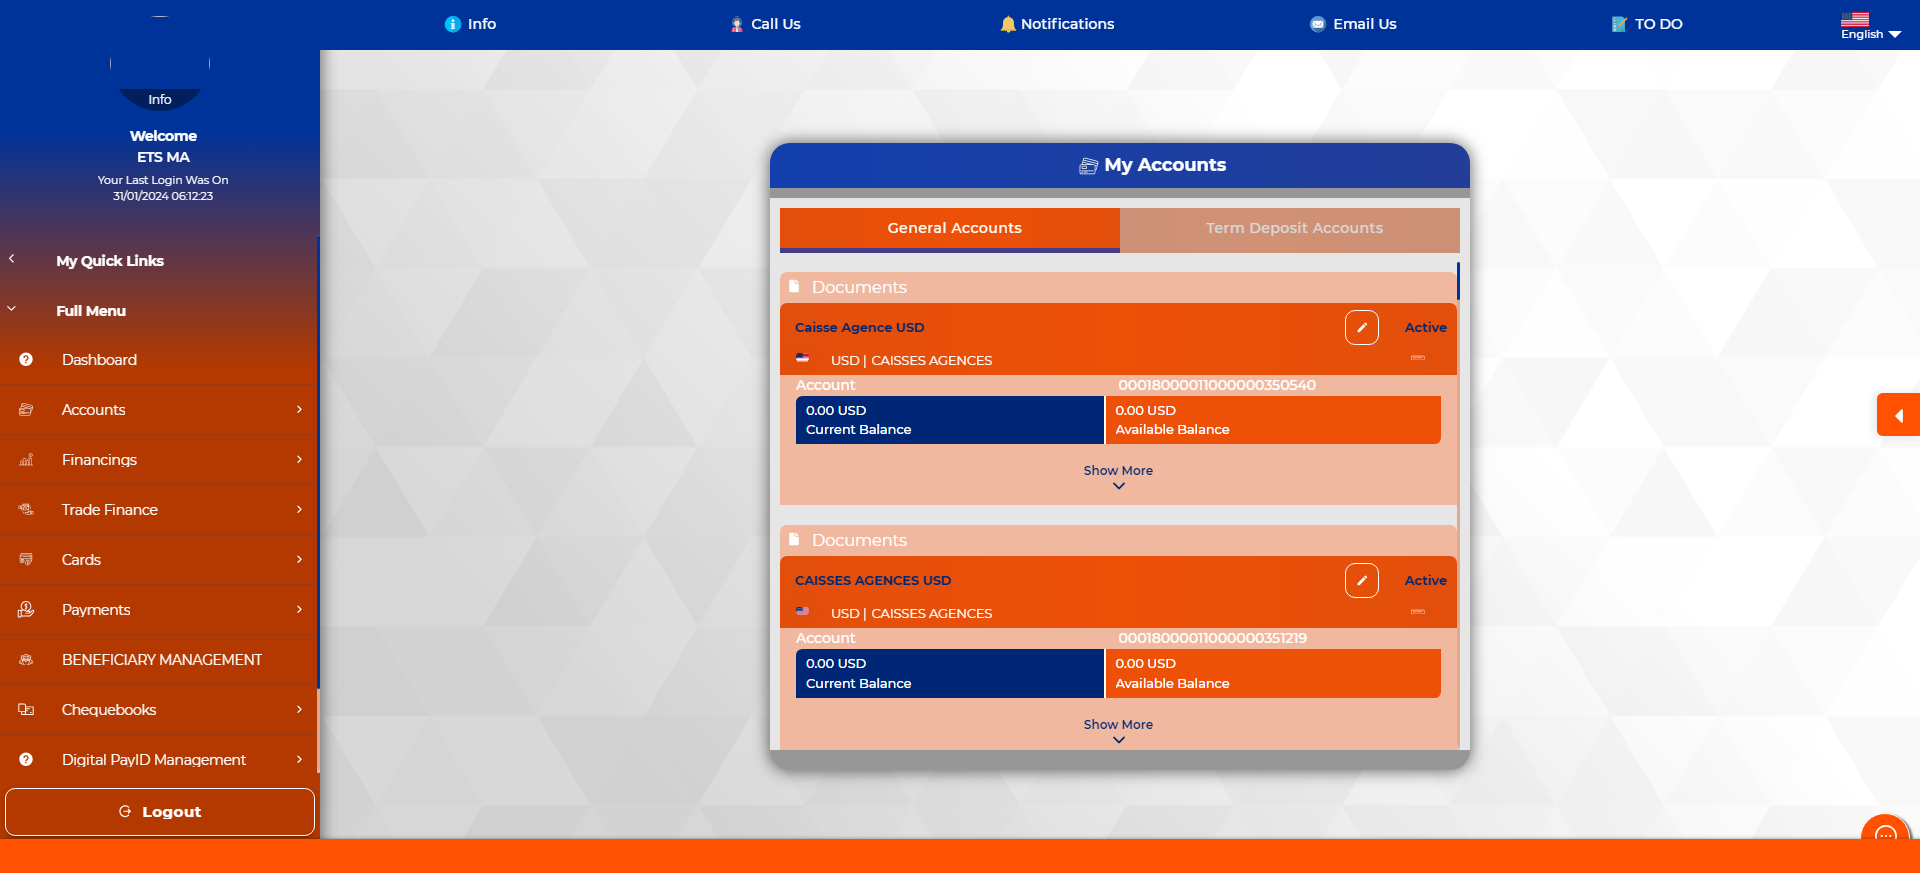 Info
Call Us
Notifications
Email Us
TO DO
English
Info
Welcome
ETS MA
Your Last Login Was On
31/01/2024 06:12:23
My Quick Links
Full Menu
Dashboard
Accounts
Financings
Trade Finance
Cards
Payments
BENEFICIARY MANAGEMENT
Chequebooks
Digital PayID Management
Logout
My Accounts
General Accounts
Term Deposit Accounts
Documents
Caisse Agence USD
Active
USD | CAISSES AGENCES
Account
00018000011000000350540
0.00 USD
Current Balance
0.00 USD
Available Balance
Show More
Documents
CAISSES AGENCES USD
Active
USD | CAISSES AGENCES
Account
00018000011000000351219
0.00 USD
Current Balance
0.00 USD
Available Balance
Show More